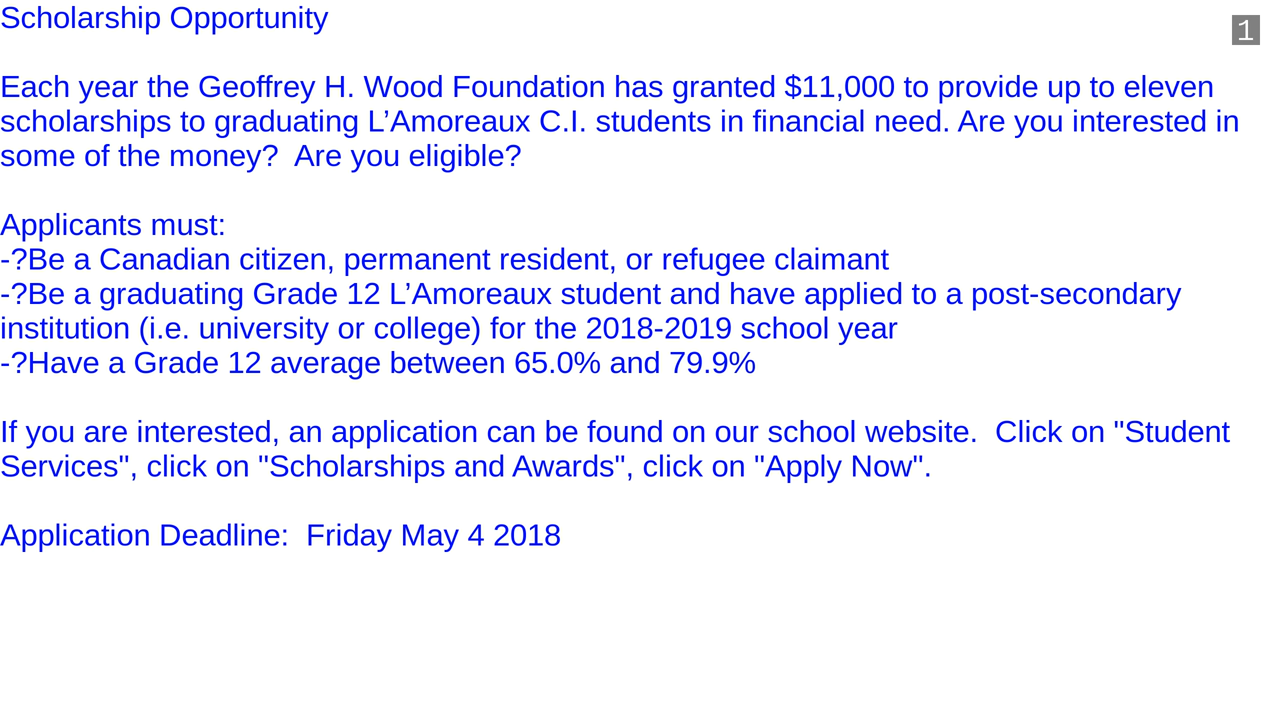 Scholarship Opportunity
1
Each year the Geoffrey H. Wood Foundation has granted $11,000 to provide up to eleven
scholarships to graduating L’Amoreaux C.I. students in financial need. Are you interested in
some of the money?  Are you eligible?
Applicants must:
-?Be a Canadian citizen, permanent resident, or refugee claimant
-?Be a graduating Grade 12 L’Amoreaux student and have applied to a post-secondary
institution (i.e. university or college) for the 2018-2019 school year
-?Have a Grade 12 average between 65.0% and 79.9%
If you are interested, an application can be found on our school website.  Click on "Student
Services", click on "Scholarships and Awards", click on "Apply Now".
Application Deadline:  Friday May 4 2018